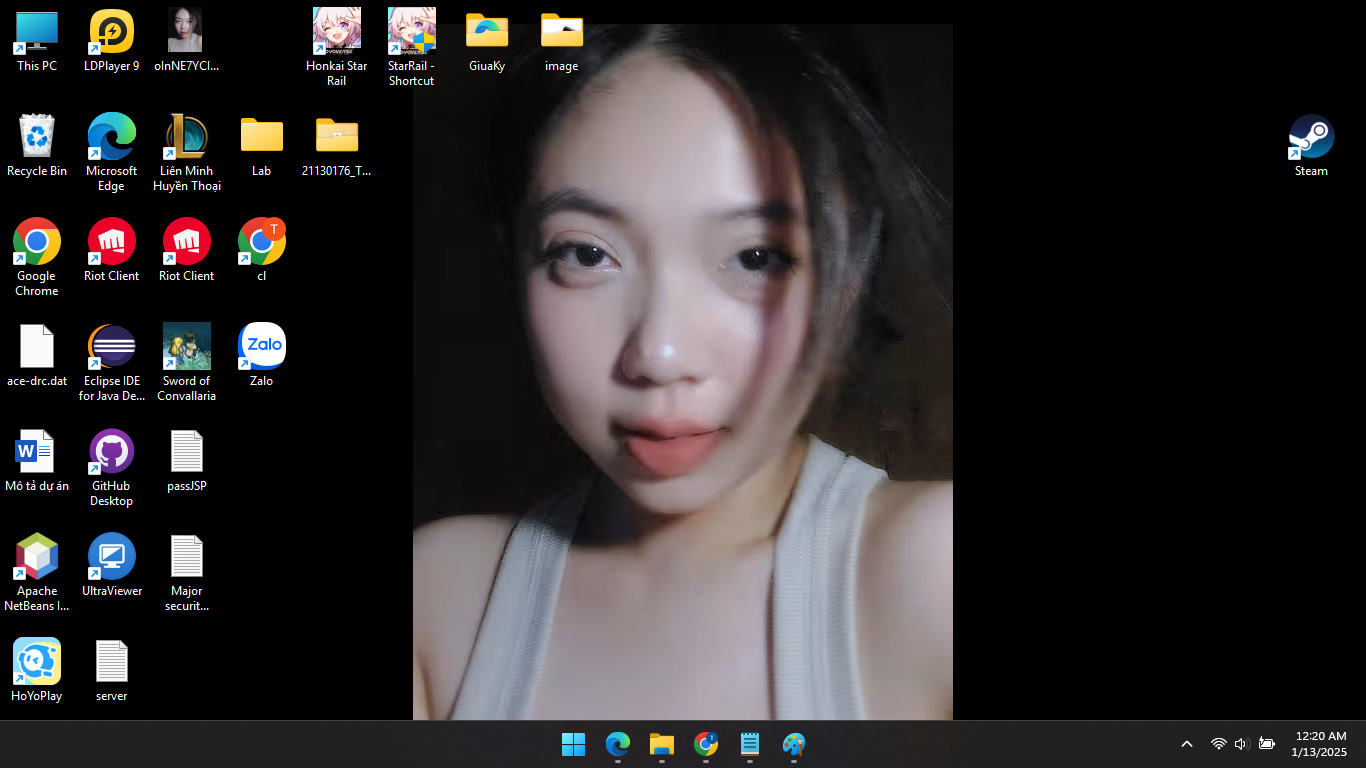 This PC
LDPlayer 9
oInNE7YCI...
Honkai Star
Rail
StarRail -
Shortcut
GiuaKy
image
Recycle Bin
Microsoft
Edge
Liên Minh
Huyền Thoại
Lab
21130176_T...
Steam
Google
Chrome
Riot Client
Riot Client
T
cl
ace-drc.dat
Eclipse IDE
for Java De...
Sword of
Convallaria
Zalo
Zalo
W
Mô tả dự án
GitHub
Desktop
passJSP
Apache
NetBeans I...
UltraViewer
Major
securit...
HoYoPlay
server
12:20 AM
1/13/2025